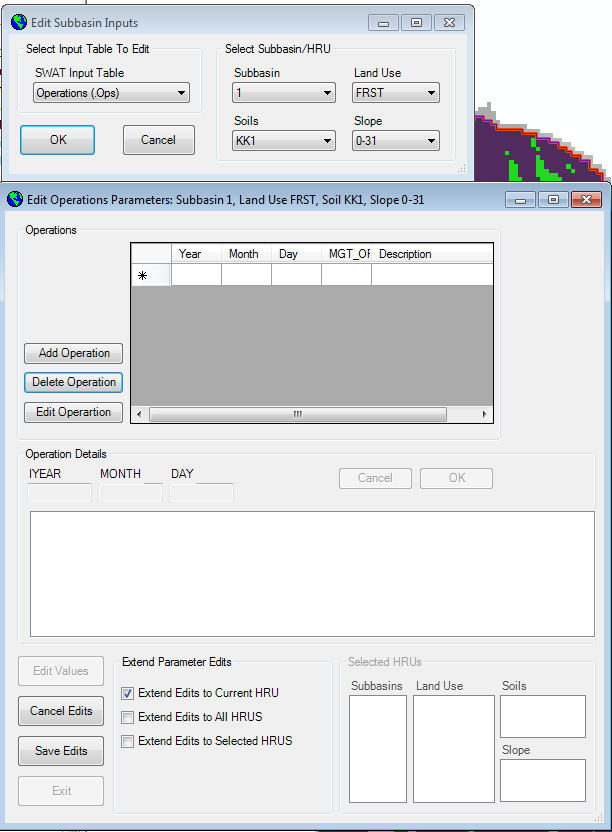 Edit Subbasin Inputs
Select Input Table To Edit
SWAT Input Table
Operations (.Ops)
OK
Cancel
Select Subbasin/HRU
Subbasin
Land Use
1
FRST
Soils
Slope
KK1
0-31
Edit Operations Parameters: Subbasin 1, Land Use FRST, Soil KK1, Slope 0-31
Operations
Year
Month
Day
MGT_OF
Description
Add Operation
Delete Operation
Edit Operartion
Operation Details
IYEAR
MONTH
DAY
Cancel
OK
Edit Values
Cancel Edits
Save Edits
Exit
Extend Parameter Edits
Extend Edits to Current HRU
Extend Edits to All HRUS
Extend Edits to Selected HRUS
Selected HRUs
Subbasins
Land Use
Soils
Slope